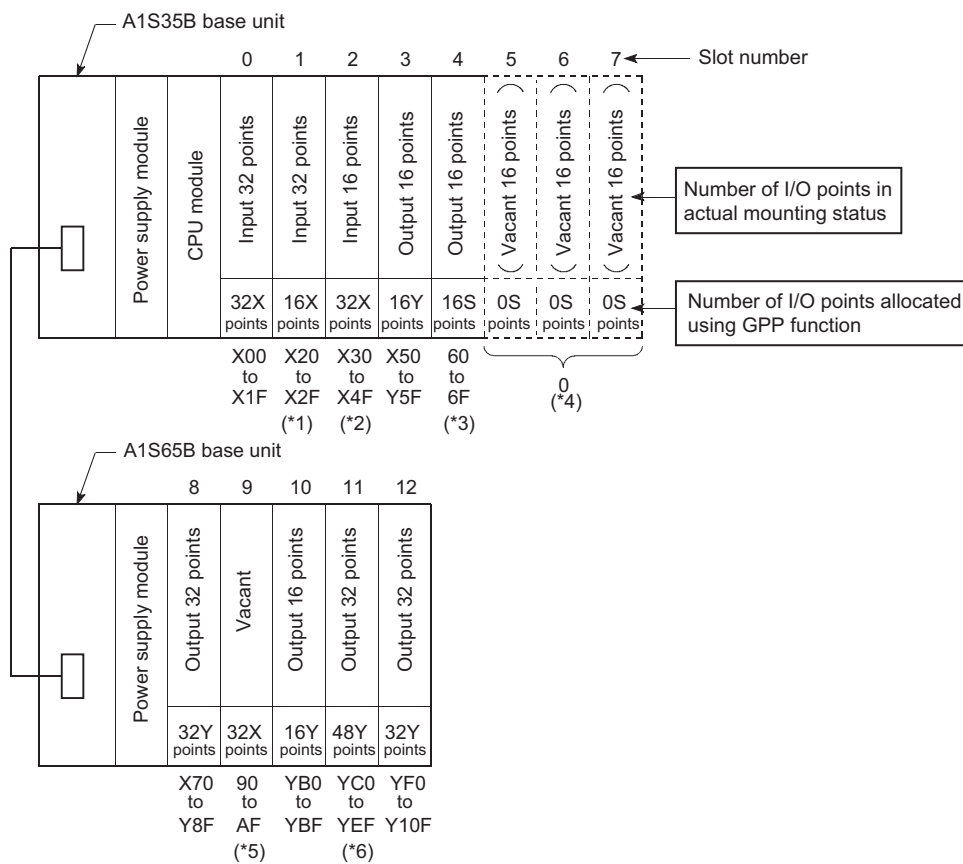 A1S35B base unit
0 1 2 3 4 5 6 7 Slot number
Power supply module
CPU module
Input 32 points
Input 32 points
Input 16 points
Output 16 points
Output 16 points
(Vacant 16 points)
(Vacant 16 points)
(Vacant 16 points)
Number of I/O points in
actual mounting status
32X 16X 32X 16Y 16S 0S 0S 0S
points points points points points points points points
Number of I/O points allocated
using GPP function
X00 X20 X30 X50 60
to to to to to
X1F X2F X4F Y5F 6F
0
(*1) (*2) (*3) (*4)
A1S65B base unit
8 9 10 11 12
Power supply module
Output 32 points
Vacant
Output 16 points
Output 32 points
Output 32 points
32Y 32X 16Y 48Y 32Y
points points points points points
X70 90 YB0 YC0 YF0
to to to to to
Y8F AF YBF YEF Y10F
(*5) (*6)